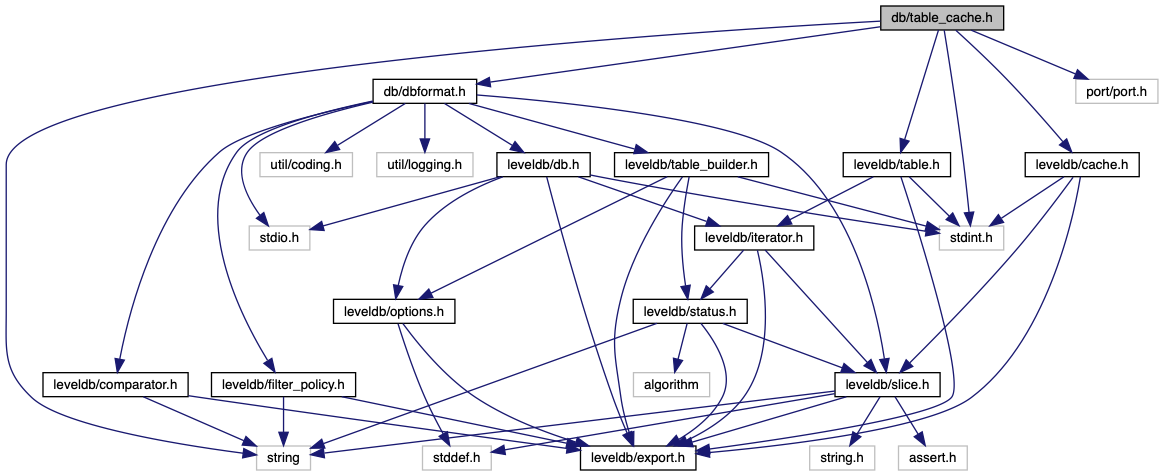 db/table_cache.h
db/dbformat.h
port/port.h
util/coding.h
util/logging.h
leveldb/db.h
leveldb/table_builder.h
leveldb/table.h
leveldb/cache.h
stdio.h
leveldb/iterator.h
stdint.h
leveldb/options.h
leveldb/status.h
leveldb/comparator.h
leveldb/filter_policy.h
algorithm
leveldb/slice.h
string
stddef.h
leveldb/export.h
string.h
assert.h